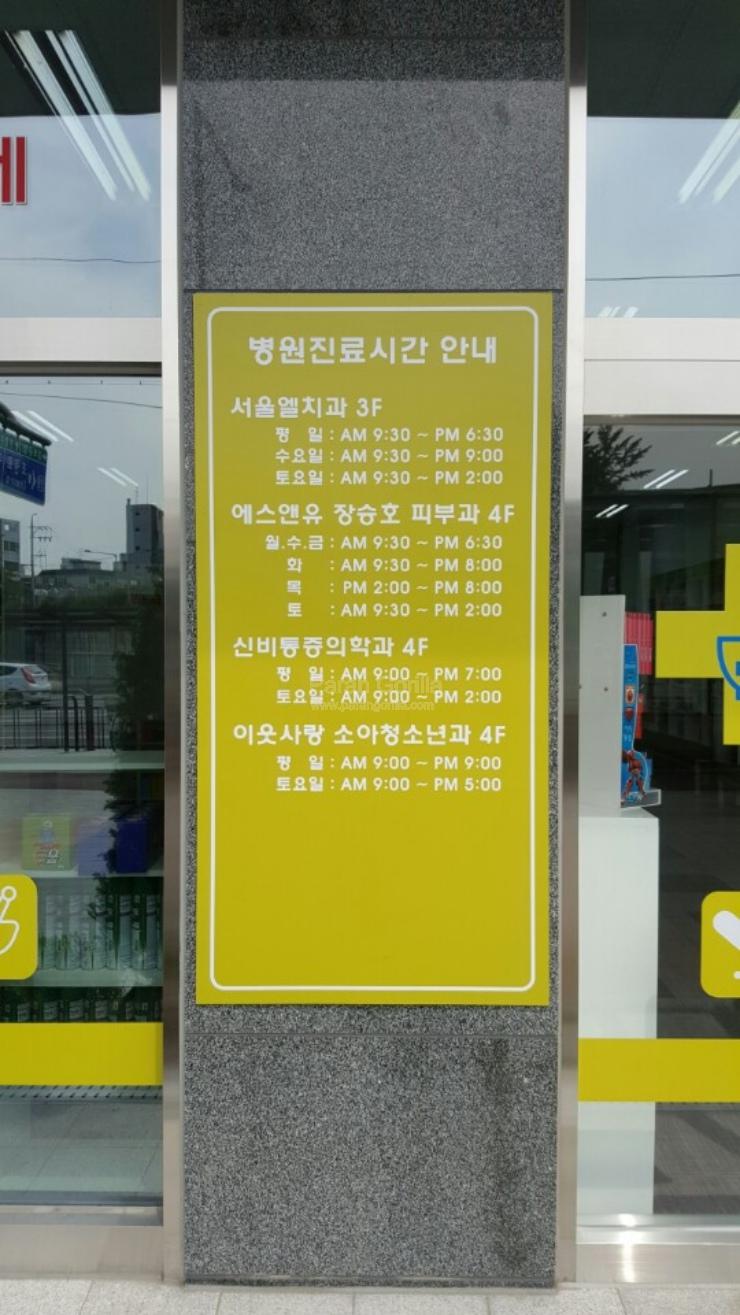 병원진료시간 안내
서울엘치과 3F
평 일 : AM 9:30 ~ PM 6:30
수요일 : AM 9:30 ~ PM 9:00
토요일 : AM 9:30 ~ PM 2:00
에스앤유 장승호 피부과 4F
월.수.금 : AM 9:30 ~ PM 6:30
화 : AM 9:30 ~ PM 8:00
목 : PM 2:00 ~ PM 8:00
토 : AM 9:30 ~ PM 2:00
신비통증의학과 4F
평 일 : AM 9:00 ~ PM 7:00
토요일 : AM 9:00 ~ PM 2:00
이웃사랑 소아청소년과 4F
평 일 : AM 9:00 ~ PM 9:00
토요일 : AM 9:00 ~ PM 5:00